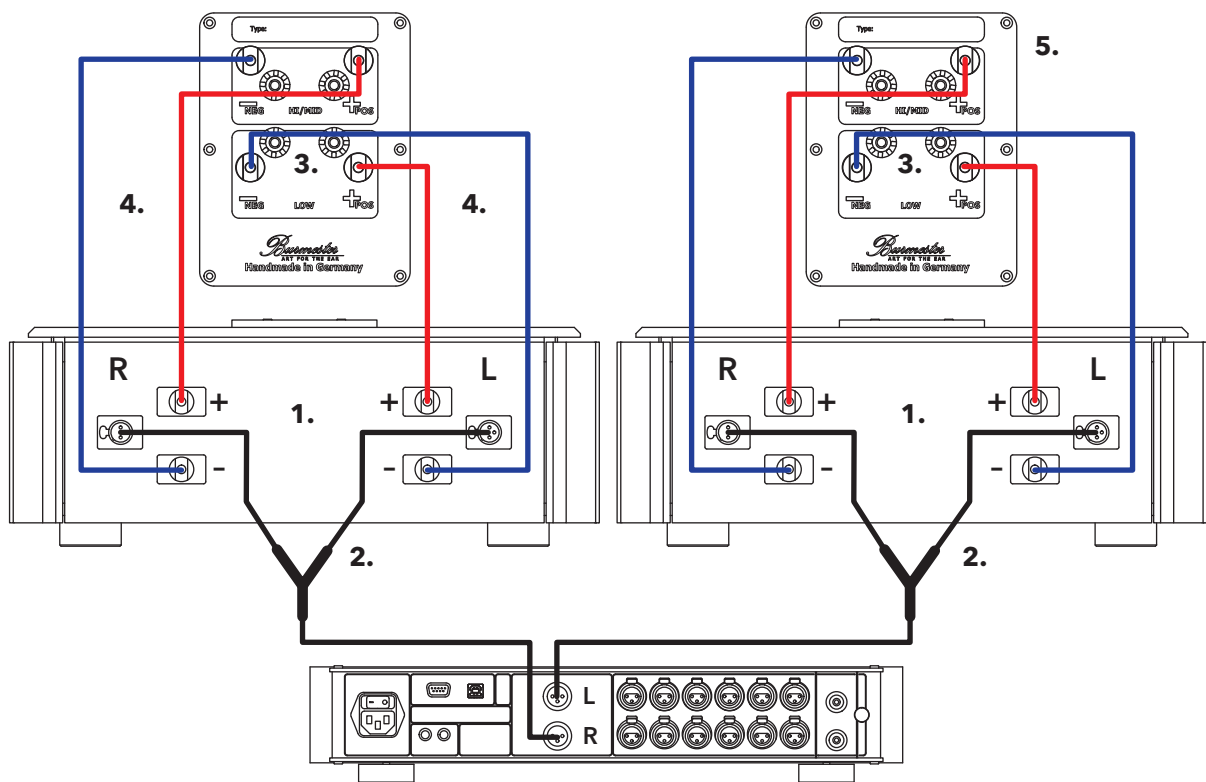 Type:
NEG HI/MID POS
3.
NEG LOW POS
4.
4.
Burmester
ART FOR THE EAR
Handmade in Germany
R
L
+
+
1.
-
-
2.
Type:
5.
NEG HI/MID POS
3.
NEG LOW POS
Burmester
ART FOR THE EAR
Handmade in Germany
R
L
+
+
1.
-
-
2.
L
R